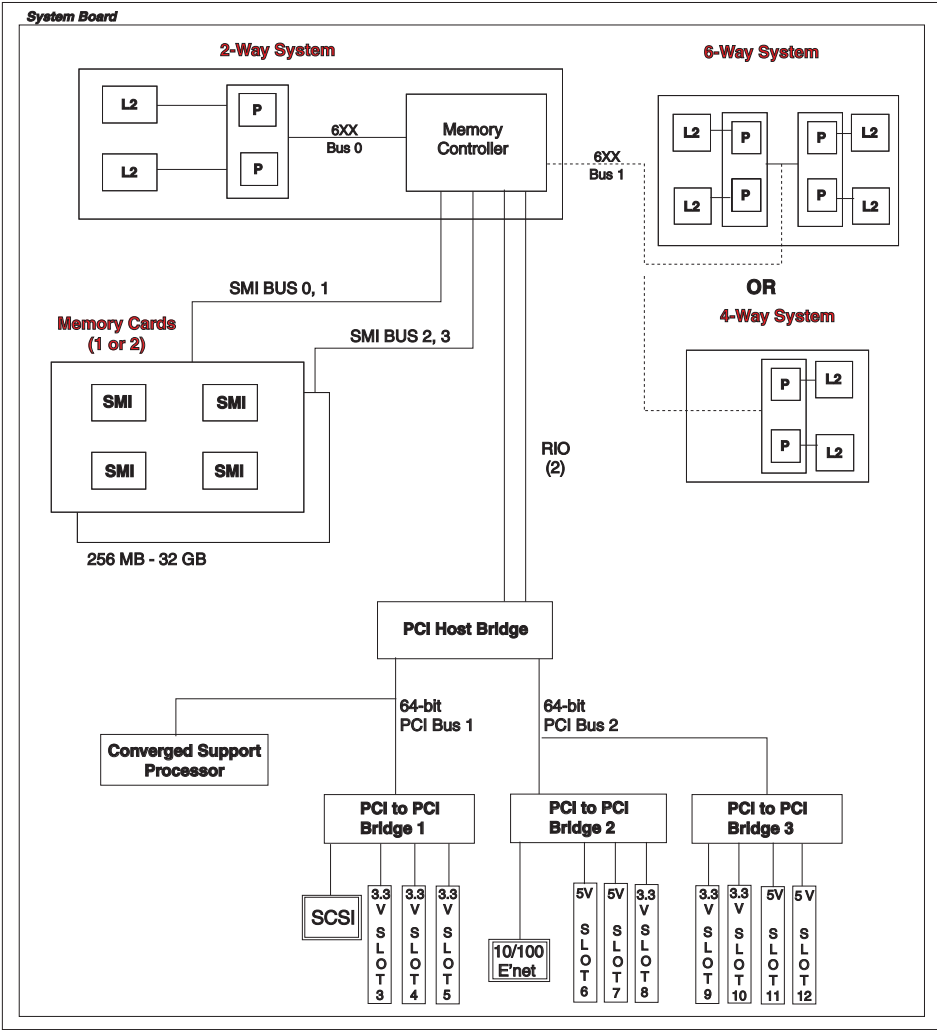 System Board
2-Way System
6-Way System
L2
P
L2
P
6XX
Bus 0
Memory
Controller
6XX
Bus 1
L2
P
P
L2
L2
P
P
L2
OR
4-Way System
P
L2
P
L2
SMI BUS 0, 1
SMI BUS 2, 3
Memory Cards
(1 or 2)
SMI
SMI
SMI
SMI
256 MB - 32 GB
RIO
(2)
PCI Host Bridge
64-bit
PCI Bus 1
64-bit
PCI Bus 2
Converged Support
Processor
PCI to PCI
Bridge 1
PCI to PCI
Bridge 2
PCI to PCI
Bridge 3
SCSI
3.3 V SLOT 3
3.3 V SLOT 4
3.3 V SLOT 5
10/100
E'net
5V SLOT 6
5V SLOT 7
3.3 V SLOT 8
3.3 V SLOT 9
3.3 V SLOT 10
5V SLOT 11
5 V SLOT 12